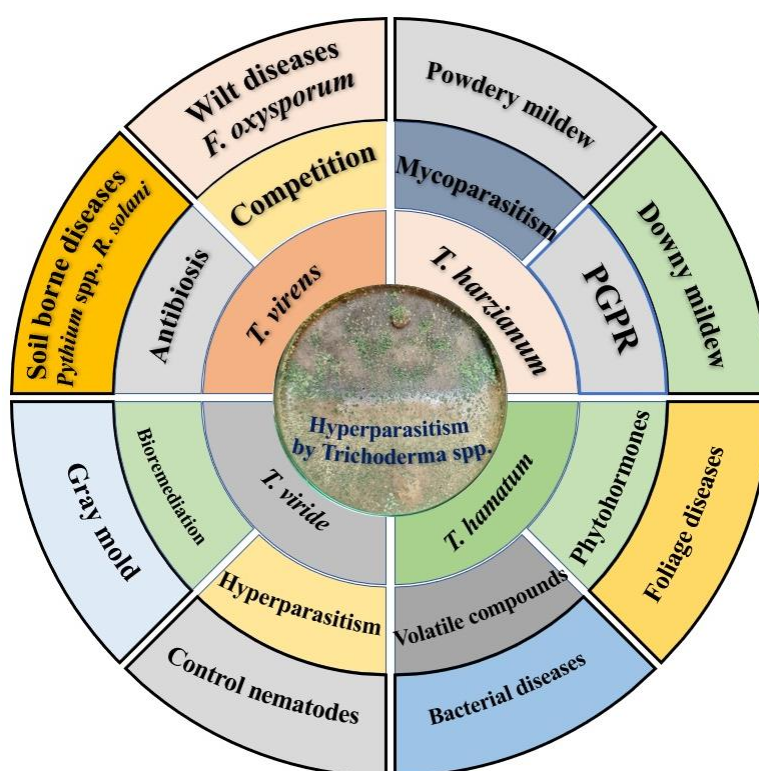 Wilt diseases
F. oxysporum
Powdery mildew
Competition
Mycoparasitism
Soil borne diseases
Pythium spp., R. solani
Antibiosis
T. virens
T. harzianum
PGPR
Downy mildew
Hyperparasitism
by Trichoderma spp.
Gray mold
Bioremediation
T. viride
T. hamatum
Phytohormones
Foliage diseases
Hyperparasitism
Volatile compounds
Control nematodes
Bacterial diseases